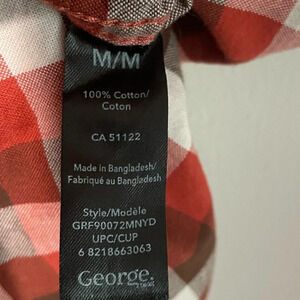 M/M
100% Cotton/
Coton
CA 51122
Made in Bangladesh/
Fabriqué au Bangladesh
Style/Modèle
GRF90072MNYD
UPC/CUP
6 8218663063
George.